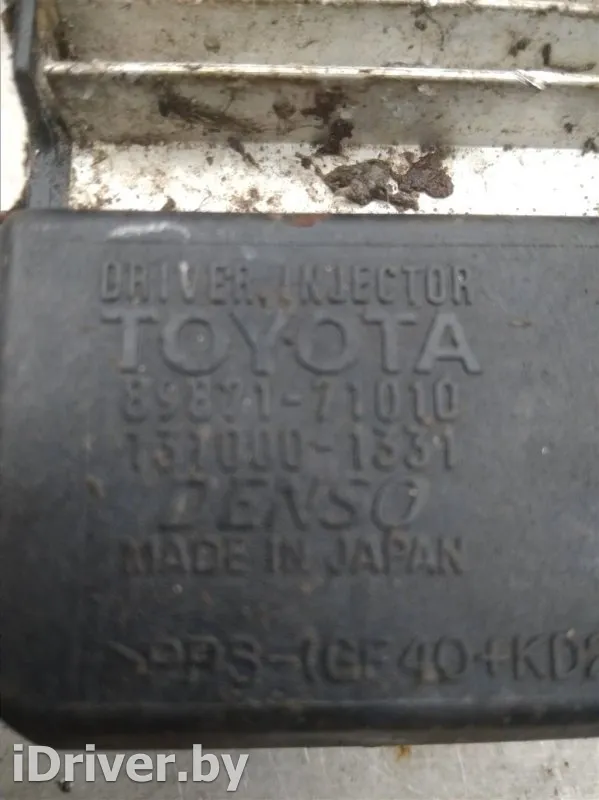 DRIVER, INJECTOR
TOYOTA
89871-71010
131000-1331
DENSO
MADE IN JAPAN
>PPS-(GF40+KD2
iDriver.by